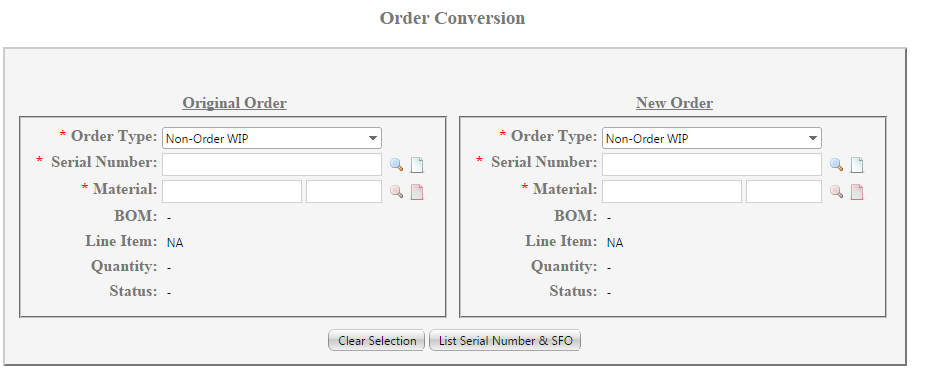 Order Conversion
Original Order
* Order Type: Non-Order WIP
* Serial Number:
* Material:
BOM: -
Line Item: NA
Quantity: -
Status: -
New Order
* Order Type: Non-Order WIP
* Serial Number:
* Material:
BOM: -
Line Item: NA
Quantity: -
Status: -
Clear Selection List Serial Number & SFO